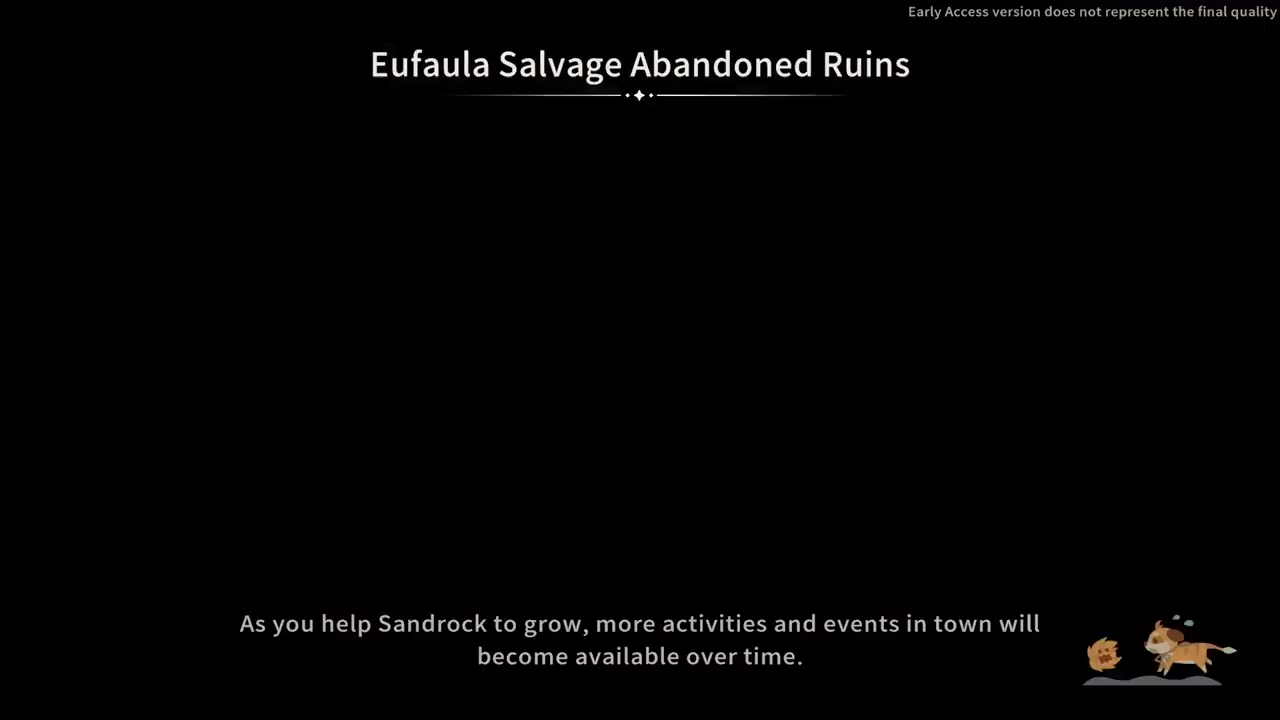 Early Access version does not represent the final quality
Eufaula Salvage Abandoned Ruins
As you help Sandrock to grow, more activities and events in town will
become available over time.